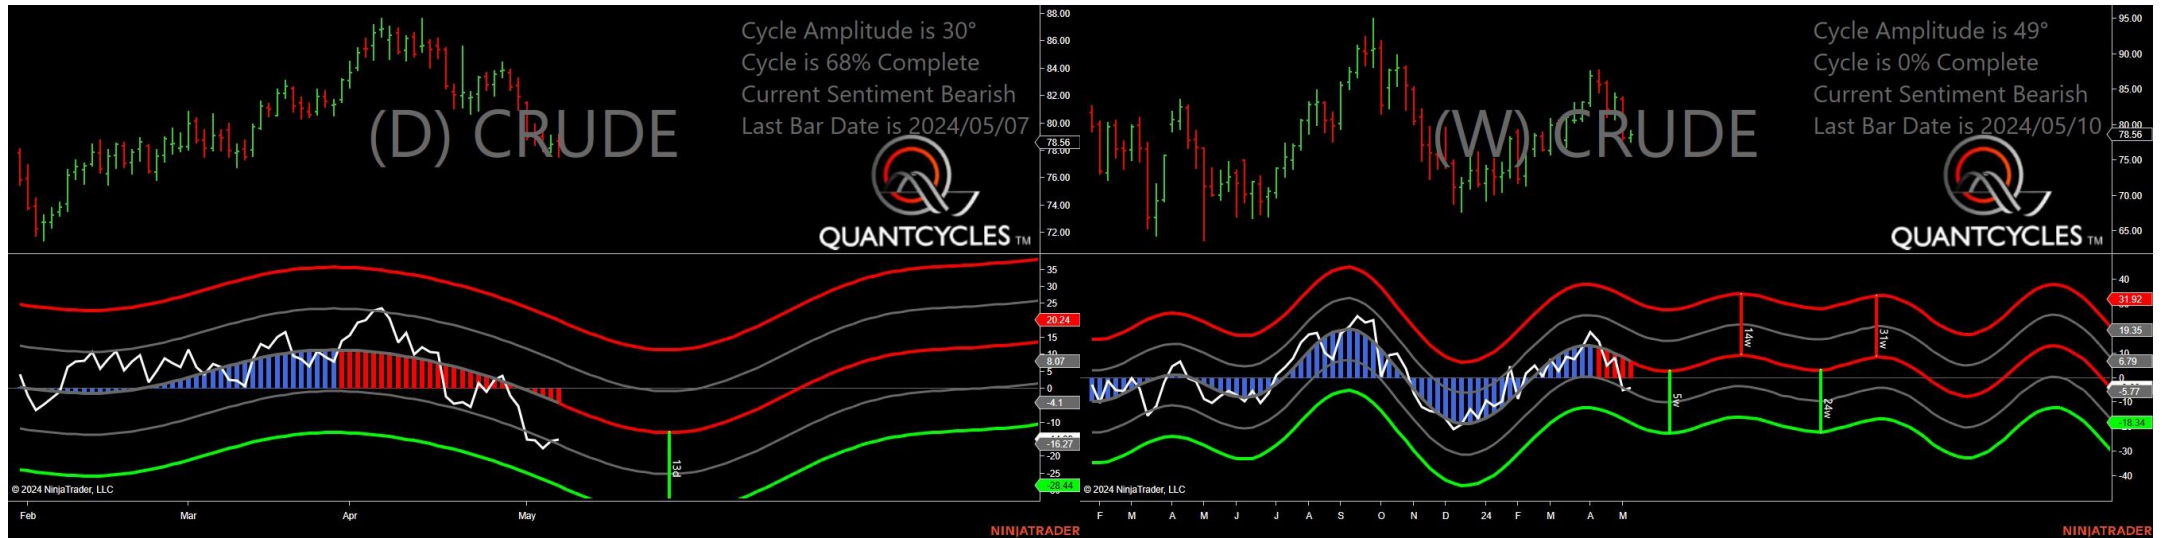 Cycle Amplitude is 30°
Cycle is 68% Complete
Current Sentiment Bearish
Last Bar Date is 2024/05/07
(D) CRUDE
QUANTCYCLES TM
88.00
86.00
84.00
82.00
80.00
78.56
78.00
76.00
74.00
72.00
35
30
25
20.24
15
10
8.07
5
0
-4.1
-10
-16.27
-20
-25
-28.44
13d
© 2024 NinjaTrader, LLC
Feb Mar Apr May
NINJATRADER
Cycle Amplitude is 49°
Cycle is 0% Complete
Current Sentiment Bearish
Last Bar Date is 2024/05/10
(W) CRUDE
QUANTCYCLES TM
95.00
90.00
85.00
80.00
78.56
75.00
70.00
65.00
40
31.92
19.35
10
6.79
0
-5.77
-10
-18.34
-30
-40
5w
14w
24w
31w
© 2024 NinjaTrader, LLC
F M A M J J A S O N D 24 F M A M
NINJATRADER